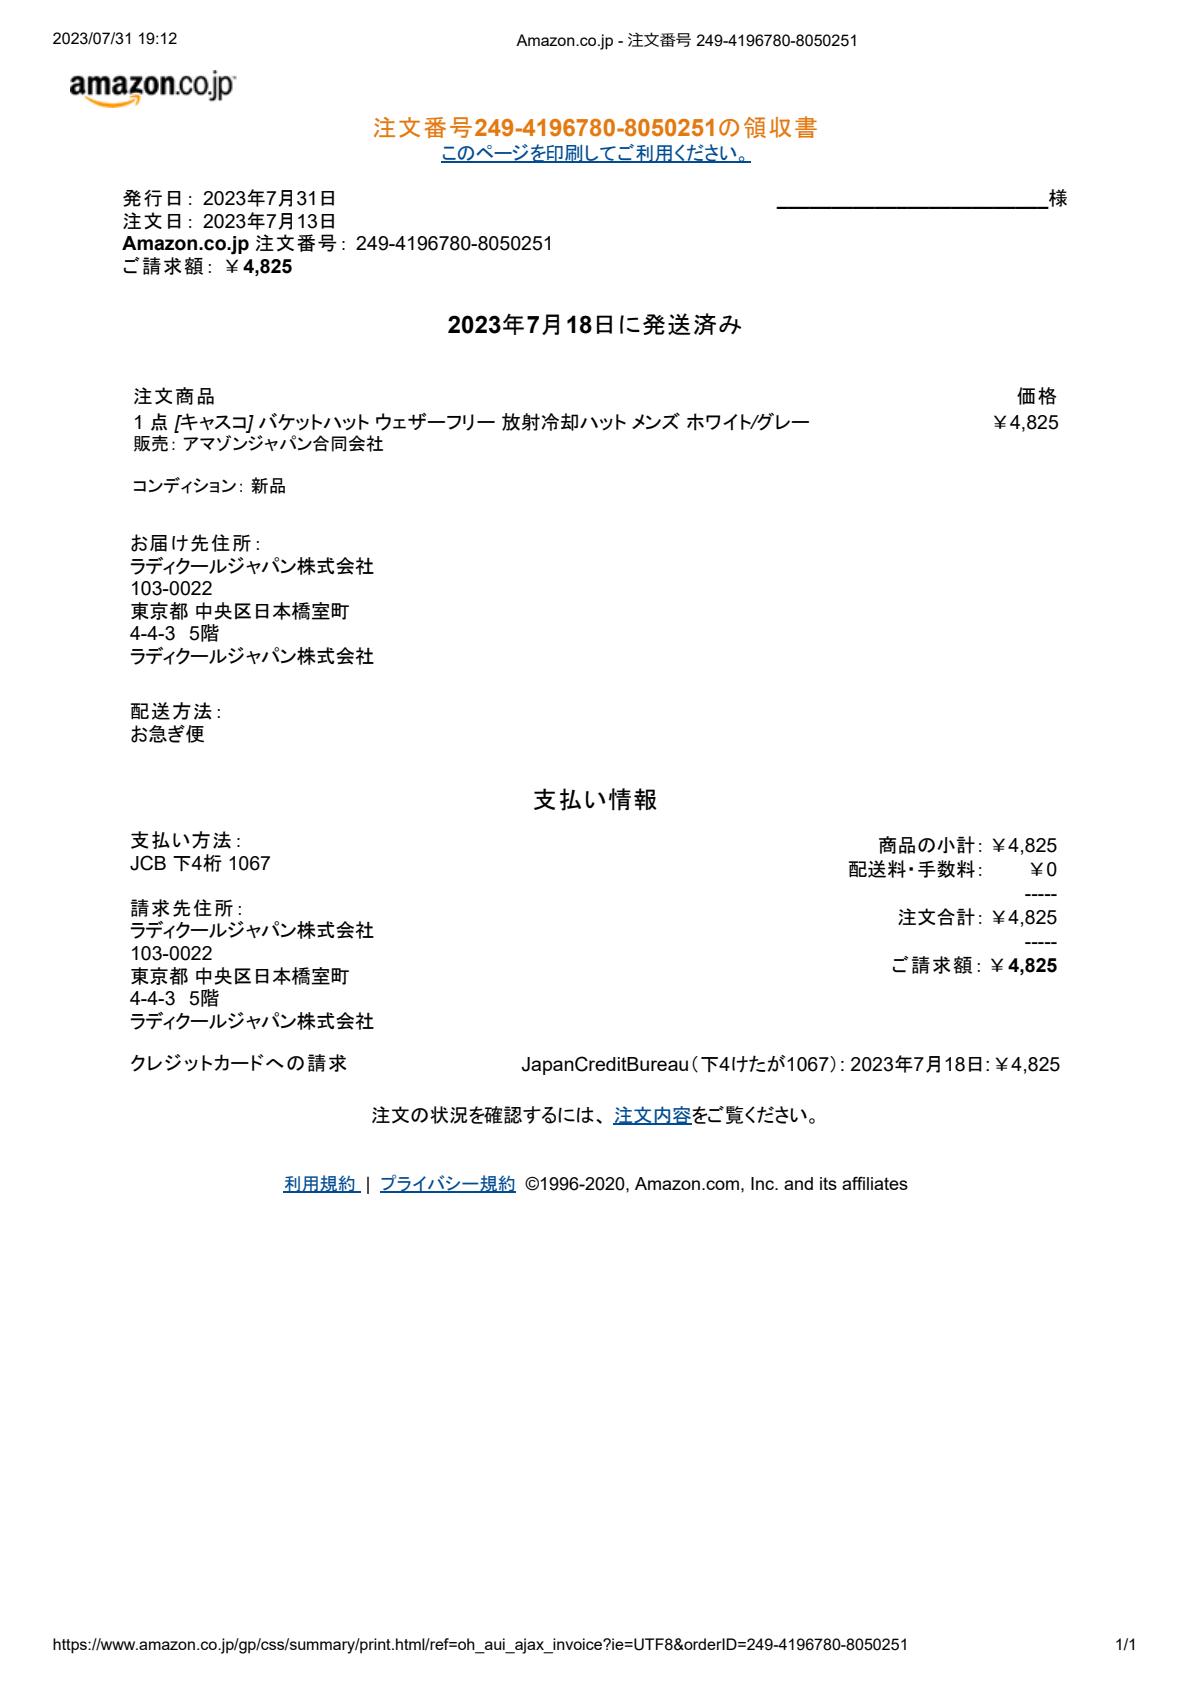 2023/07/31 19:12
Amazon.co.jp - 注文番号 249-4196780-8050251
amazon.co.jp
注文番号249-4196780-8050251の領収書
このページを印刷してご利用ください。
発行日： 2023年7月31日
様
注文日： 2023年7月13日
Amazon.co.jp 注文番号： 249-4196780-8050251
ご請求額： ￥4,825
2023年7月18日に発送済み
注文商品 価格
1 点 [キャスコ] バケットハット ウェザーフリー 放射冷却ハット メンズ ホワイト/グレー ￥4,825
販売： アマゾンジャパン合同会社
コンディション： 新品
お届け先住所：
ラディクールジャパン株式会社
103-0022
東京都 中央区日本橋室町
4-4-3 5階
ラディクールジャパン株式会社
配送方法：
お急ぎ便
支払い情報
支払い方法：
JCB 下4桁 1067
請求先住所：
ラディクールジャパン株式会社
103-0022
東京都 中央区日本橋室町
4-4-3 5階
ラディクールジャパン株式会社
商品の小計： ￥4,825
配送料・手数料： ￥0
-----
注文合計： ￥4,825
-----
ご請求額： ￥4,825
クレジットカードへの請求 JapanCreditBureau（下4けたが1067）: 2023年7月18日: ￥4,825
注文の状況を確認するには、注文内容をご覧ください。
利用規約 | プライバシー規約 ©1996-2020, Amazon.com, Inc. and its affiliates
https://www.amazon.co.jp/gp/css/summary/print.html/ref=oh_aui_ajax_invoice?ie=UTF8&orderID=249-4196780-8050251
1/1